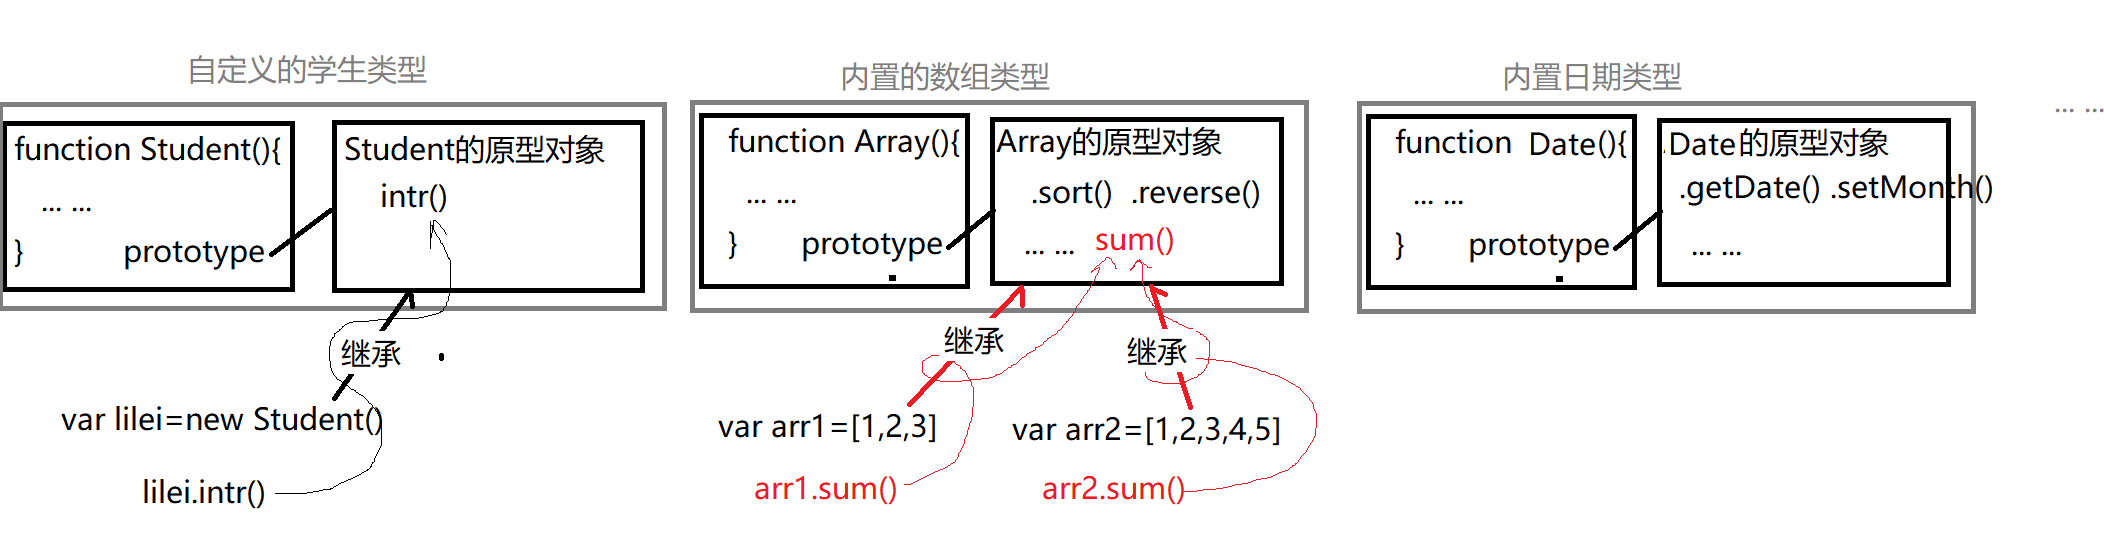 自定义的学生类型
function Student(){
... ...
}
prototype
Student的原型对象
intr()
继承
var lilei=new Student()
lilei.intr()
内置的数组类型
function Array(){
... ...
}
prototype
Array的原型对象
.sort() .reverse()
... ... sum()
继承
继承
var arr1=[1,2,3]
arr1.sum()
var arr2=[1,2,3,4,5]
arr2.sum()
内置日期类型
function Date(){
... ...
}
prototype
Date的原型对象
.getDate() .setMonth()
... ...
... ...